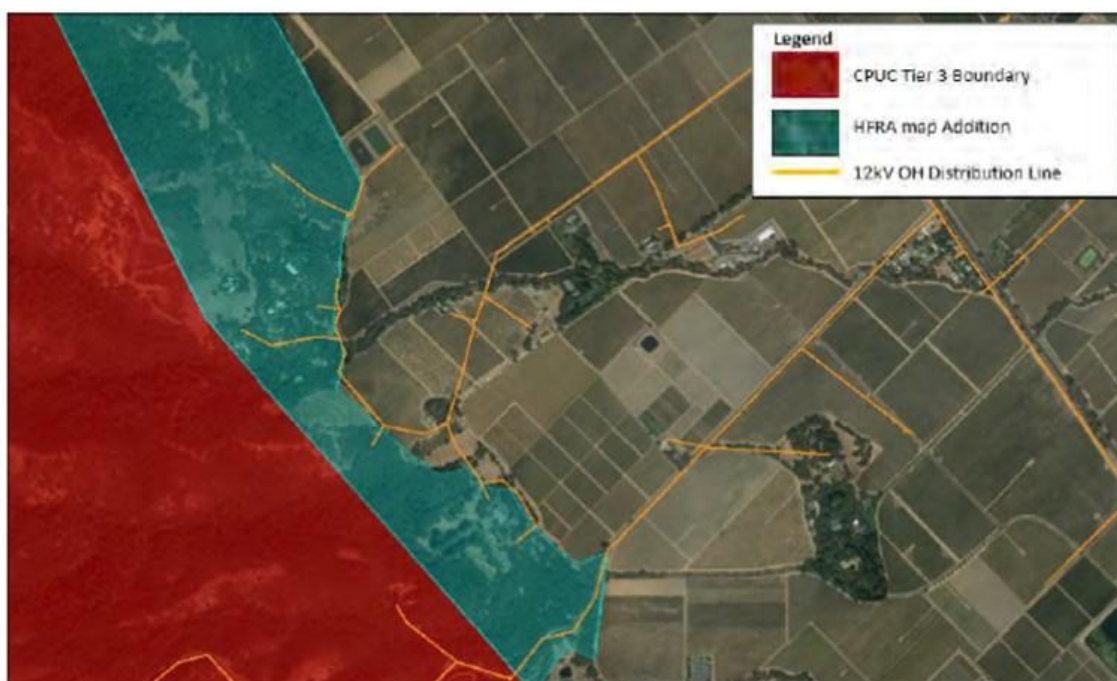 Legend
CPUC Tier 3 Boundary
HFRA map Addition
12kV OH Distribution Line